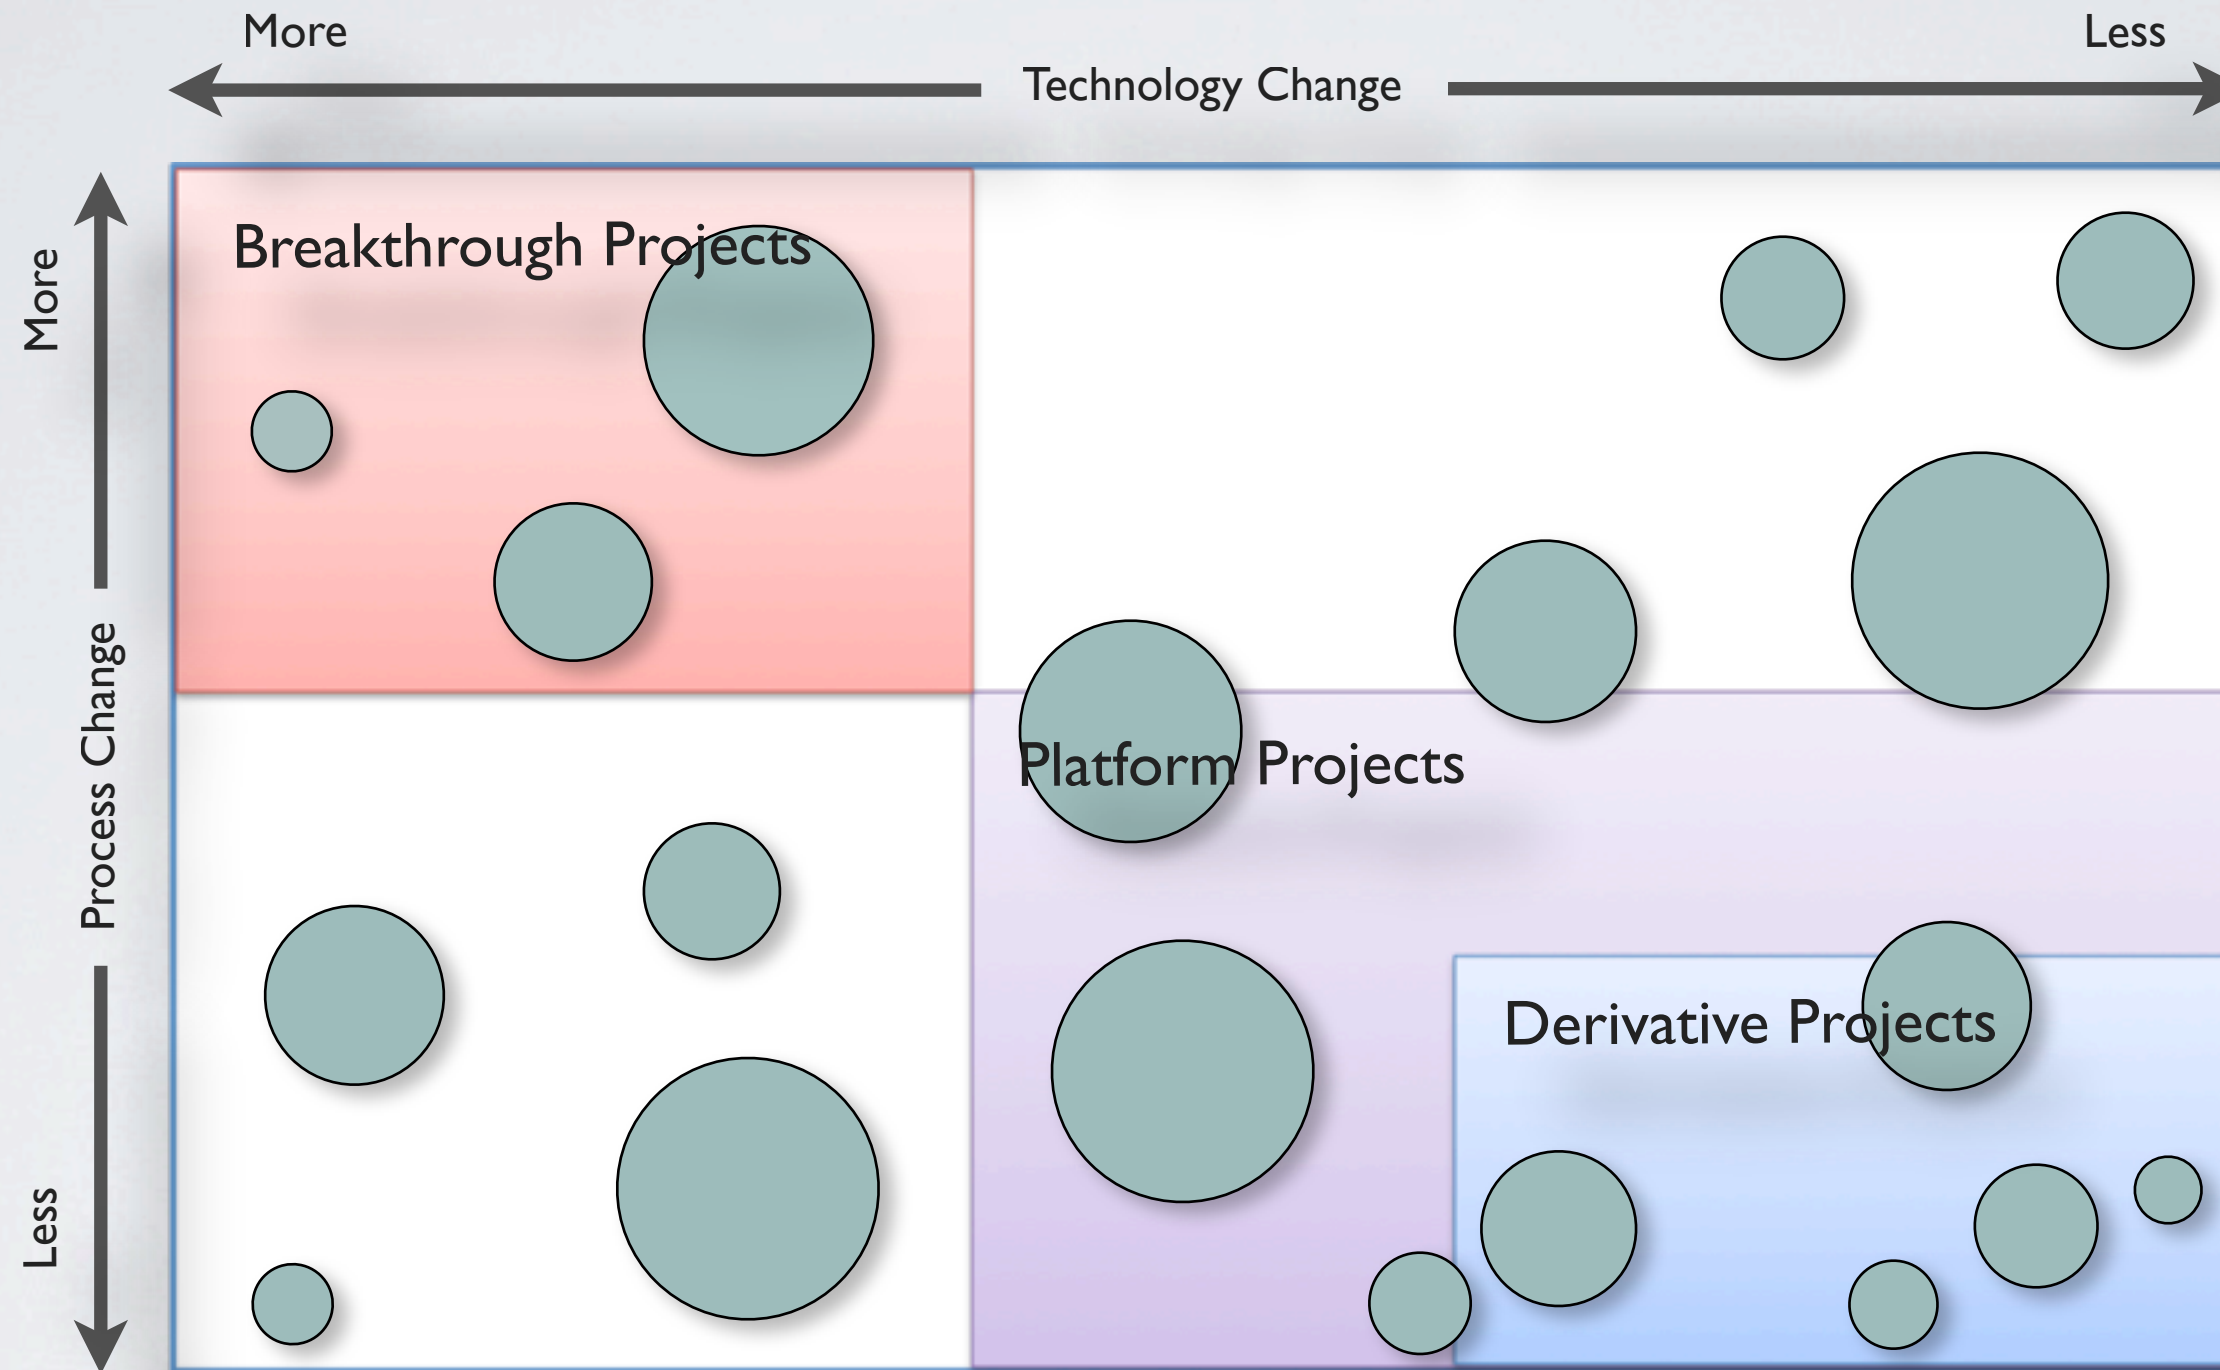 More
Less
Technology Change
More
Process Change
Less
Breakthrough Projects
Platform Projects
Derivative Projects